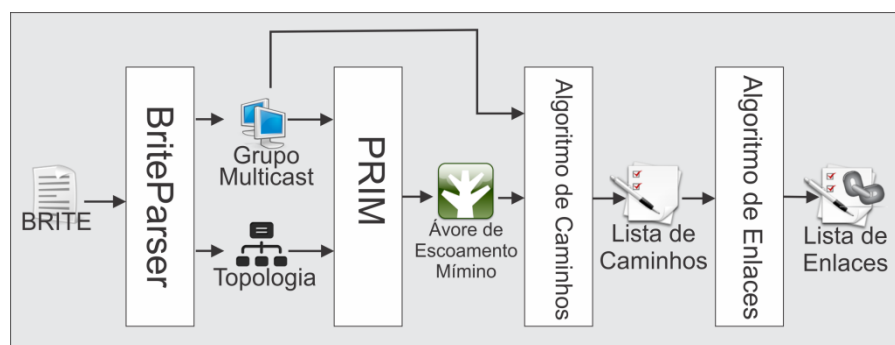 BRITE
BriteParser
Grupo
Multicast
Topologia
PRIM
Ávore de
Escoamento
Mímino
Algoritmo de Caminhos
Lista de
Caminhos
Algoritmo de Enlaces
Lista de
Enlaces